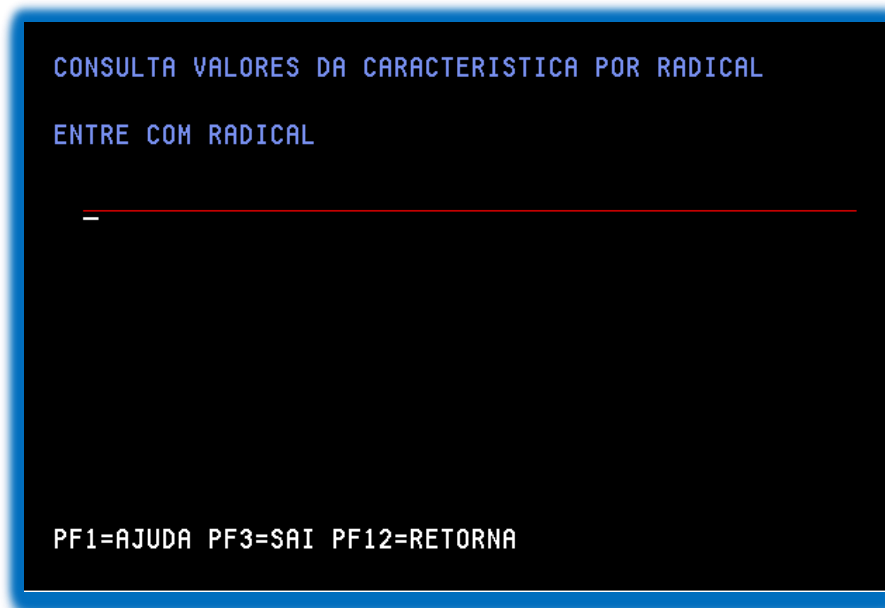 CONSULTA VALORES DA CARACTERISTICA POR RADICAL
ENTRE COM RADICAL
PF1=AJUDA PF3=SAI PF12=RETORNA